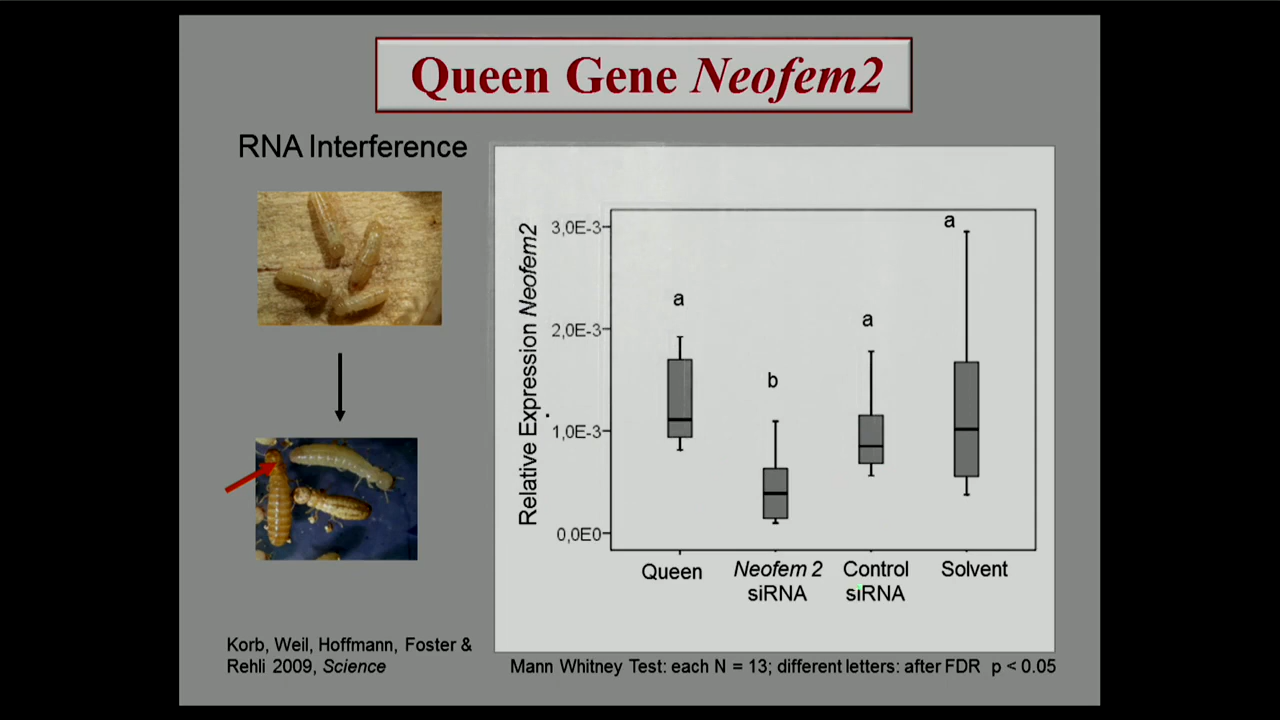 Queen Gene Neofem2
RNA Interference
Relative Expression Neofem2
3,0E-3
2,0E-3
1,0E-3
0,0E0
a
b
a
a
Queen
Neofem 2
siRNA
Control
siRNA
Solvent
Korb, Weil, Hoffmann, Foster &
Rehli 2009, Science
Mann Whitney Test: each N = 13; different letters: after FDR p < 0.05